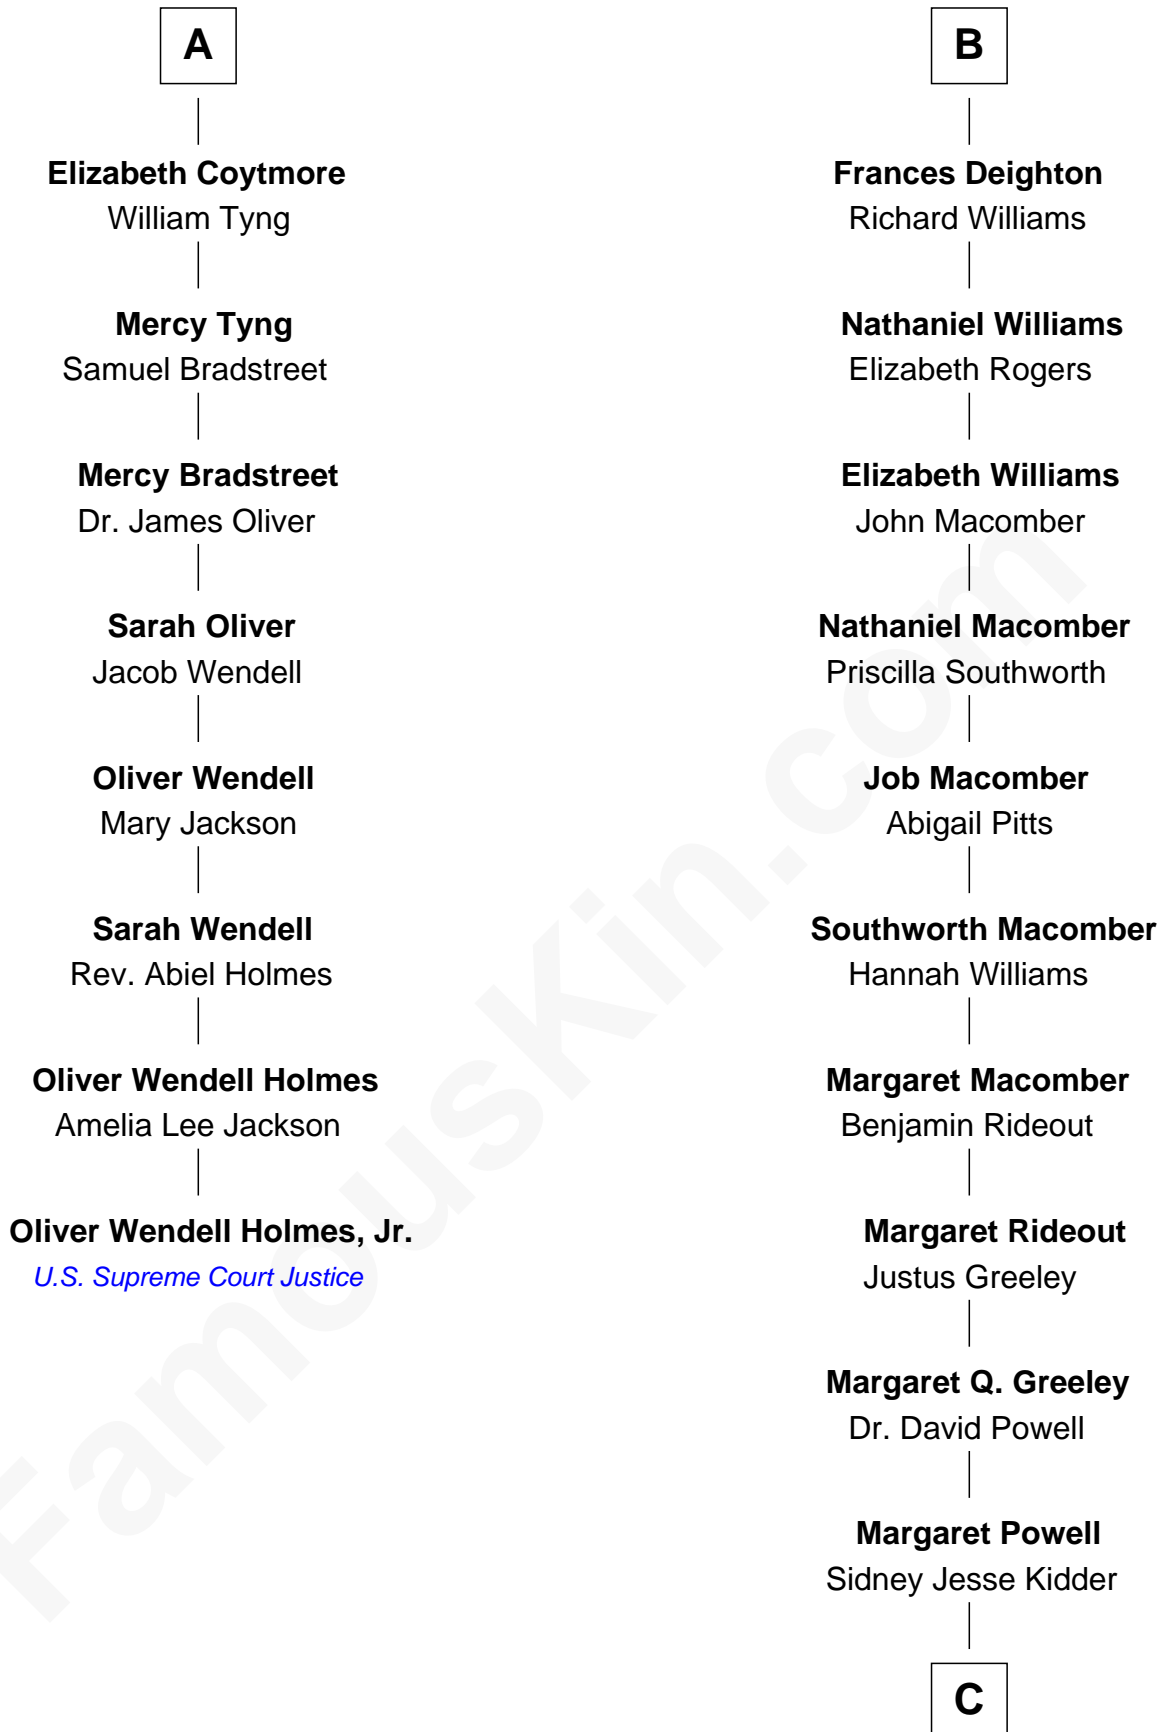 A
Elizabeth Coytmore
William Tyng
Mercy Tyng
Samuel Bradstreet
Mercy Bradstreet
Dr. James Oliver
Sarah Oliver
Jacob Wendell
Oliver Wendell
Mary Jackson
Sarah Wendell
Rev. Abiel Holmes
Oliver Wendell Holmes
Amelia Lee Jackson
Oliver Wendell Holmes, Jr.
U.S. Supreme Court Justice
B
Frances Deighton
Richard Williams
Nathaniel Williams
Elizabeth Rogers
Elizabeth Williams
John Macomber
Nathaniel Macomber
Priscilla Southworth
Job Macomber
Abigail Pitts
Southworth Macomber
Hannah Williams
Margaret Macomber
Benjamin Rideout
Margaret Rideout
Justus Greeley
Margaret Q. Greeley
Dr. David Powell
Margaret Powell
Sidney Jesse Kidder
C
FamousKin.com